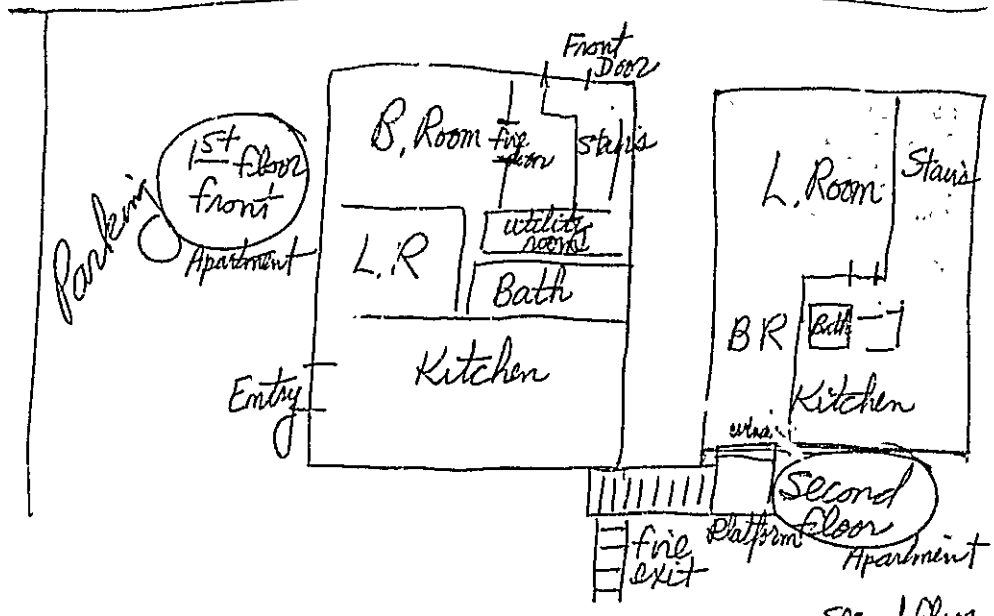 Front
Door
B. Room
fire
door
Stairs
1st floor
front
Apartment
Parking
utility
room
L.R
Bath
Kitchen
Entry
L. Room
Stairs
BR
Bath
Kitchen
Second
floor
Apartment
Platform
fire
exit